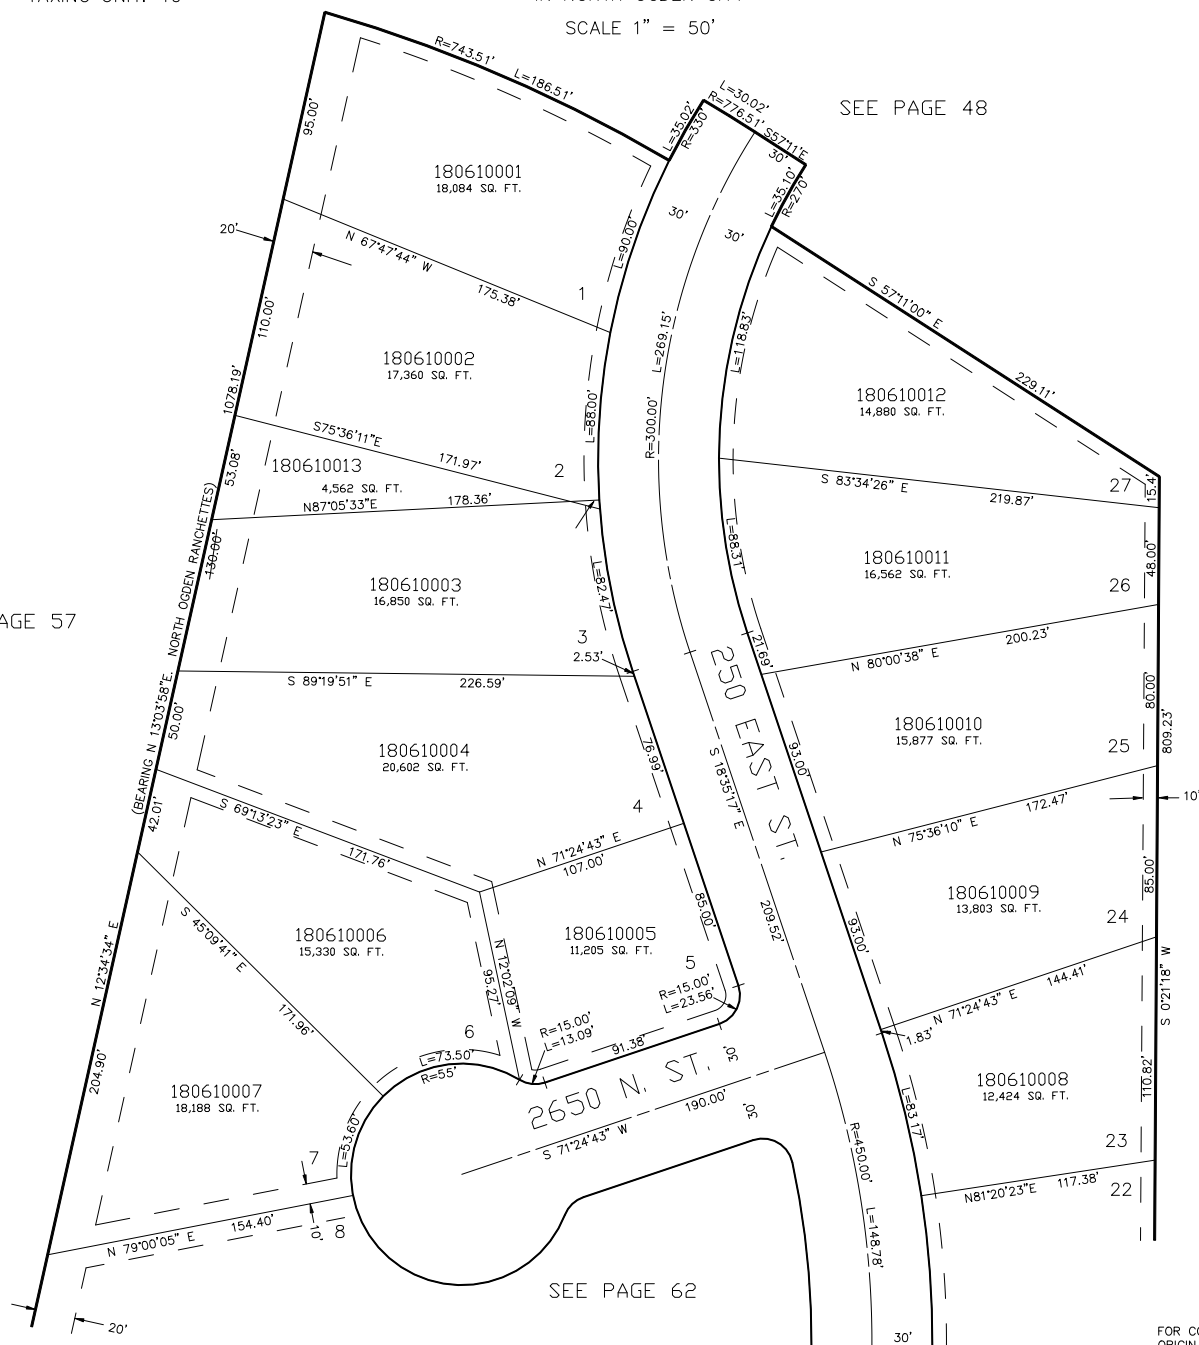 SCALE 1" = 50'
SEE PAGE 48
R=743.51'
L=186.51'
L=35.02'
R=330'
L=30.02'
R=776.51'
S57°11'E
30'
L=35.10'
R=270'
95.00'
180610001
18,084 SQ. FT.
30'
30'
20'
N 67°47'44" W
175.38'
L=90.00'
1
110.00'
180610002
17,360 SQ. FT.
L=269.15'
R=300.00'
L=118.83'
S 57°11'00" E
229.11'
180610012
14,880 SQ. FT.
1078.19'
L=88.00'
S75°36'11"E
171.97'
2
180610013
4,562 SQ. FT.
53.08'
N87°05'33"E
178.36'
S 83°34'26" E
219.87'
27
15.4'
130.00'
180610003
16,850 SQ. FT.
L=82.47'
L=88.31'
180610011
16,562 SQ. FT.
48.00'
26
AGE 57
3
2.53'
21.69'
N 80°00'38" E
200.23'
S 89°19'51" E
226.59'
(BEARING N 13°03'58"E. NORTH OGDEN RANCHETTES)
50.00'
180610004
20,602 SQ. FT.
76.99'
250 EAST ST.
S 18°35'17" E
93.00'
180610010
15,877 SQ. FT.
80.00'
25
809.23'
42.01'
S 69°13'23" E
171.76'
4
N 71°24'43" E
107.00'
N 75°36'10" E
172.47'
10'
85.00'
180610009
13,803 SQ. FT.
85.00'
24
N 12°34'34" E
S 45°09'41" E
171.96'
180610006
15,330 SQ. FT.
N 12°02'09" W
95.27'
180610005
11,205 SQ. FT.
5
R=15.00'
L=23.56'
209.52'
93.00'
N 71°24'43" E
144.41'
S 0°21'18" W
6
R=15.00'
L=13.09'
91.38'
30'
1.83'
L=73.50'
R=55'
204.90'
180610007
18,188 SQ. FT.
2650 N. ST.
S 71°24'43" W
190.00'
30'
180610008
12,424 SQ. FT.
110.82'
L=53.60'
R=450.00'
L=83.17'
23
7
N81°20'23"E
117.38'
22
N 79°00'05" E
154.40'
10'
8
L=148.78'
SEE PAGE 62
20'
30'
FOR CO